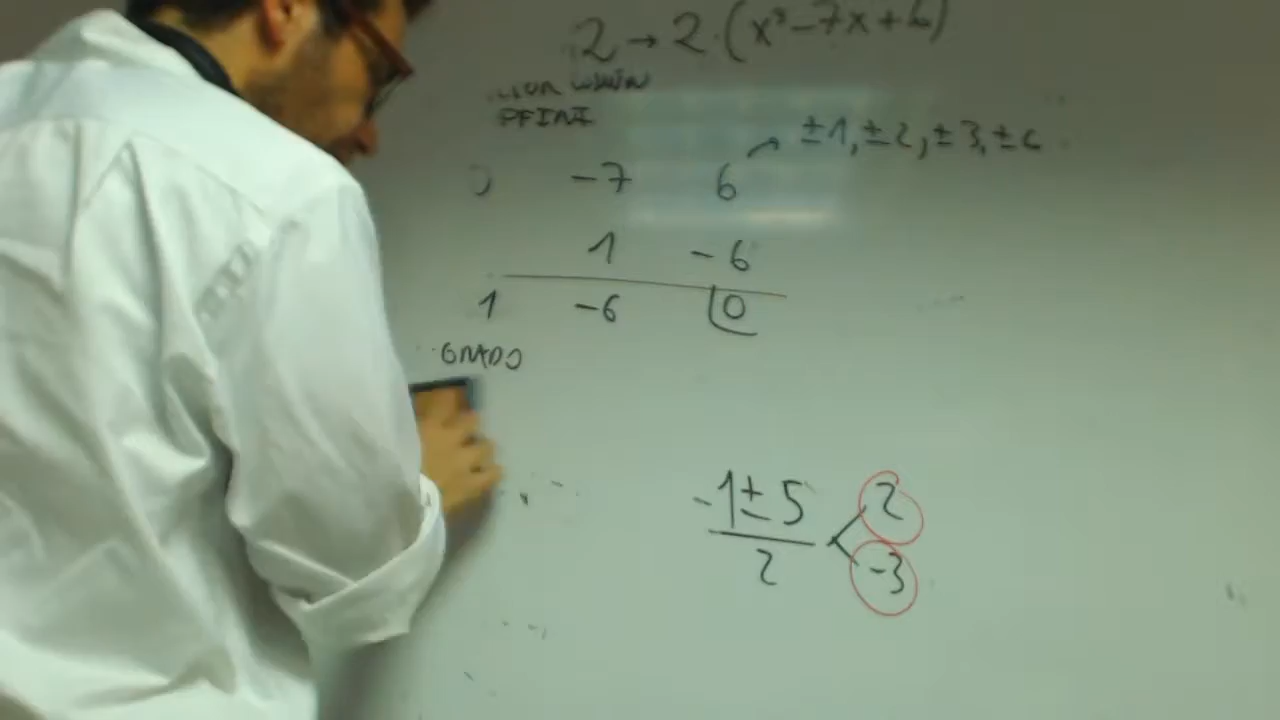 2 → 2·(x³-7x+6)
±1, ±2, ±3, ±6
-7 6
1 -6
1 -6 0
GRADO
-1±5 2
2 -3